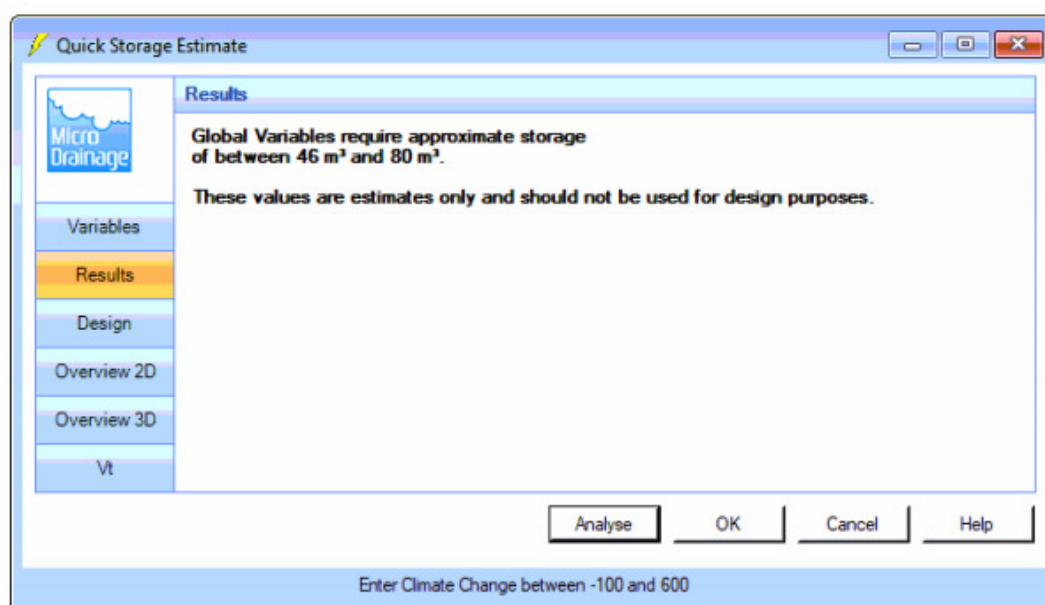 Quick Storage Estimate
Micro
Drainage
Variables
Results
Design
Overview 2D
Overview 3D
Vt
Results
Global Variables require approximate storage
of between 46 m³ and 80 m³.
These values are estimates only and should not be used for design purposes.
Analyse OK Cancel Help
Enter Climate Change between -100 and 600